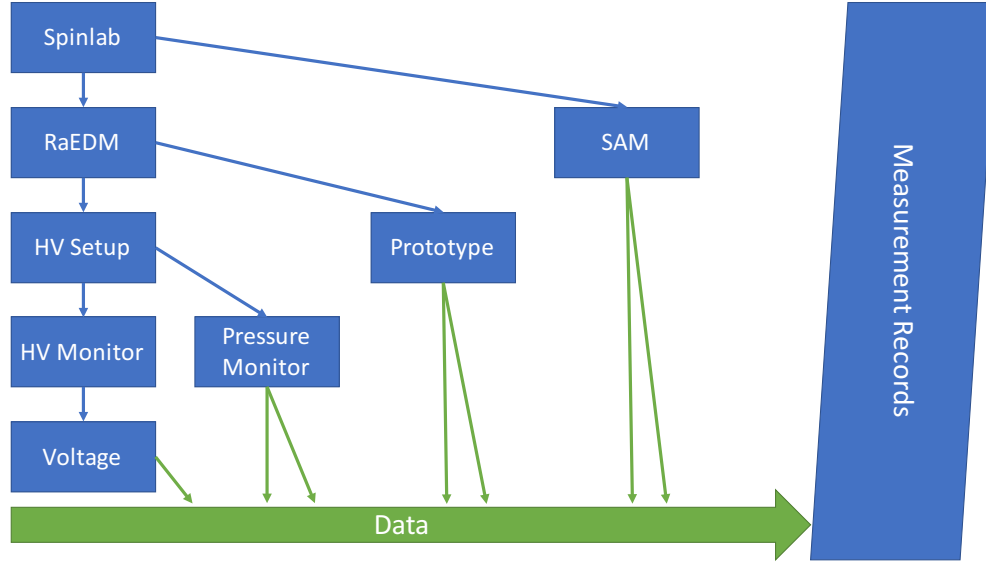 Spinlab
RaEDM
SAM
HV Setup
Prototype
HV Monitor
Pressure
Monitor
Voltage
Data
Measurement Records